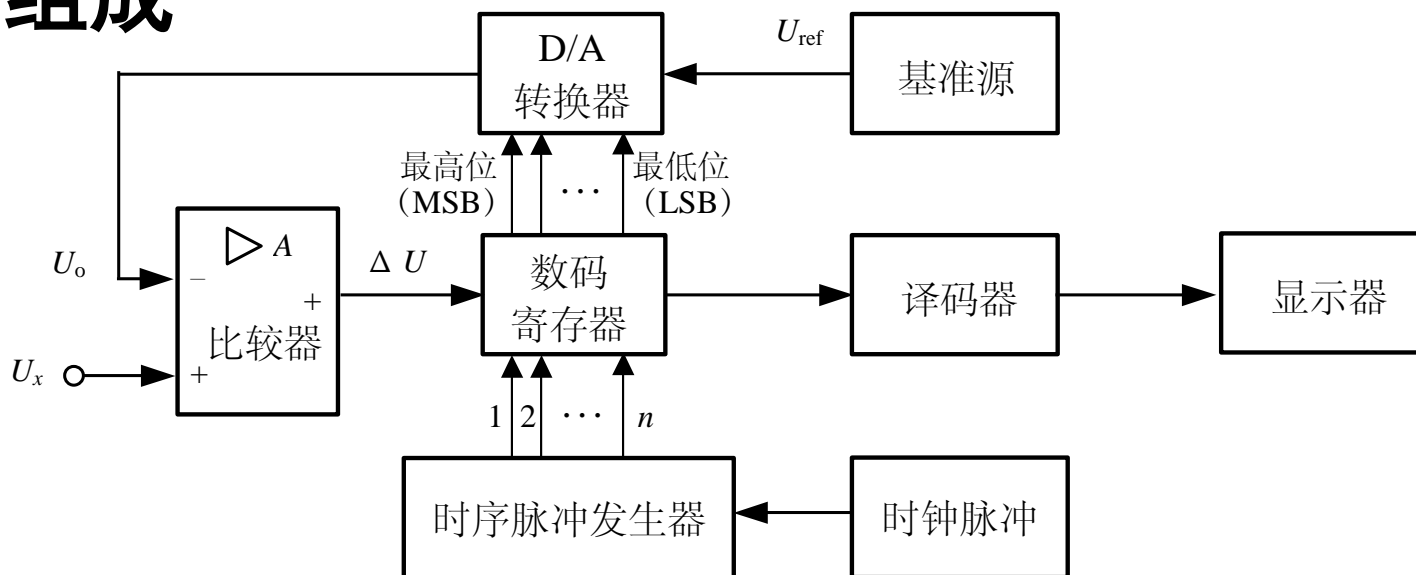 组成
D/A
转换器
U_ref
基准源
最高位
（MSB）
…
最低位
（LSB）
U_o
−
A
+
比较器
U_x
+
Δ U
数码
寄存器
译码器
显示器
1 2 … n
时序脉冲发生器
时钟脉冲